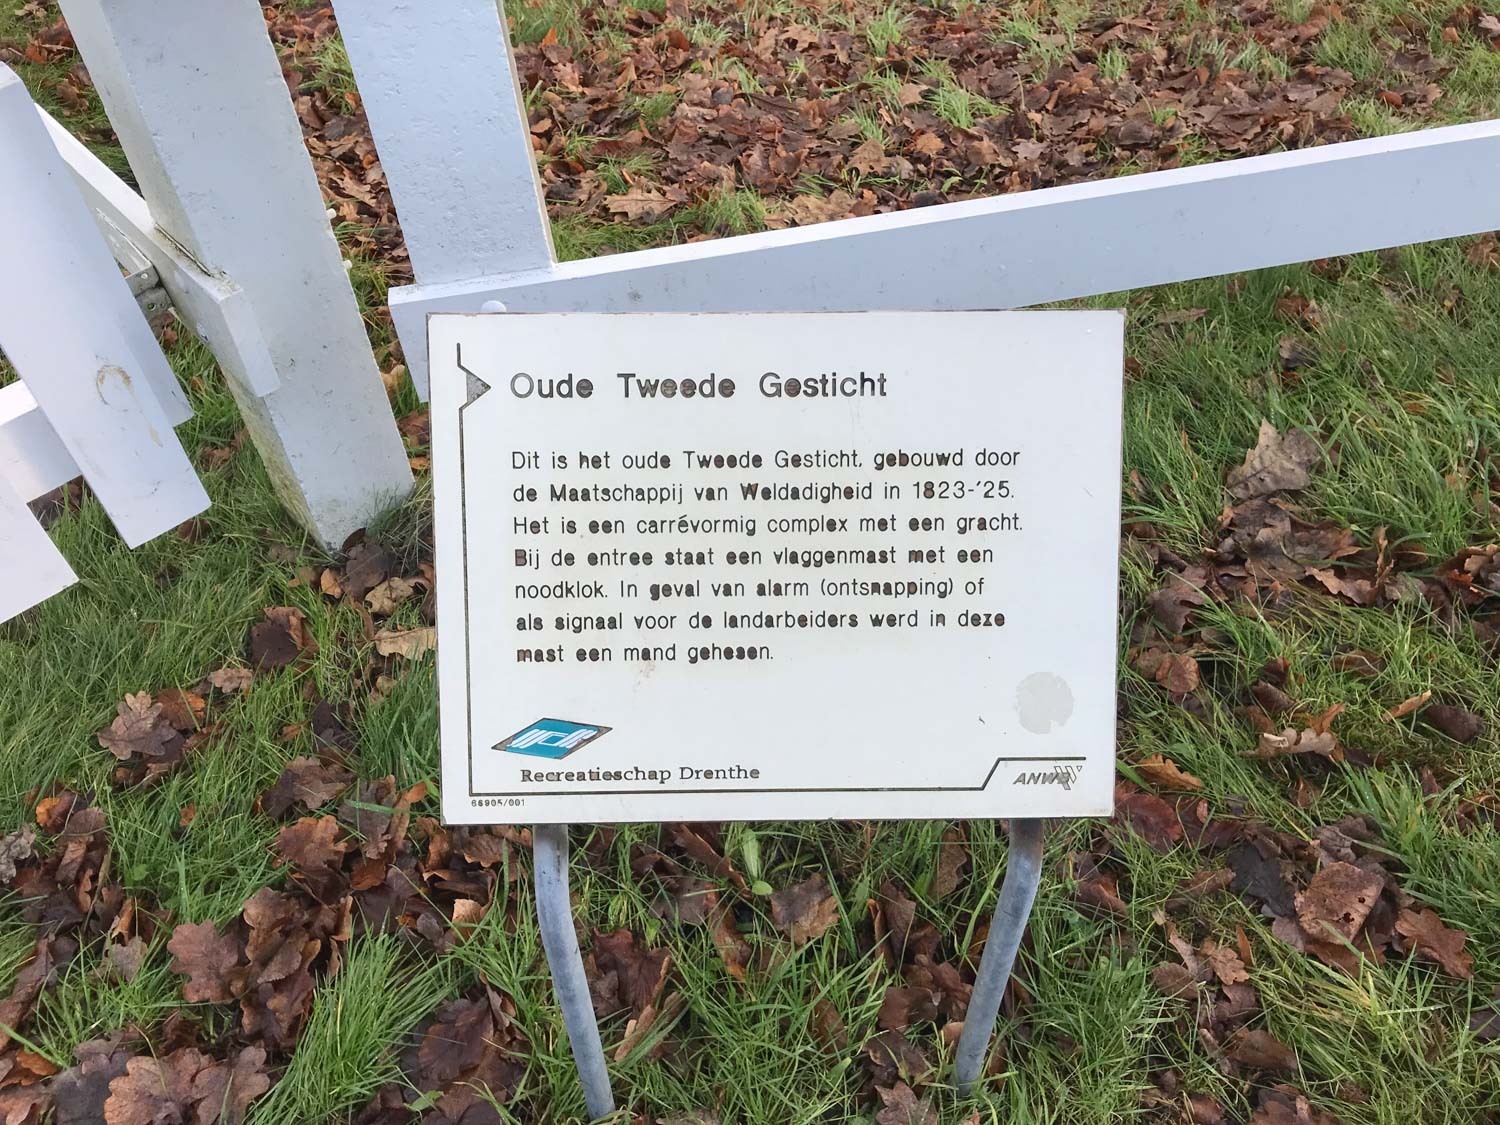 Oude Tweede Gesticht
Dit is het oude Tweede Gesticht, gebouwd door
de Maatschappij van Weldadigheid in 1823-'25.
Het is een carrévormig complex met een gracht.
Bij de entree staat een vlaggenmast met een
noodklok. In geval van alarm (ontsnapping) of
als signaal voor de landarbeiders werd in deze
mast een mand gehesen.
Recreatieschap Drenthe
ANWB
66905/001